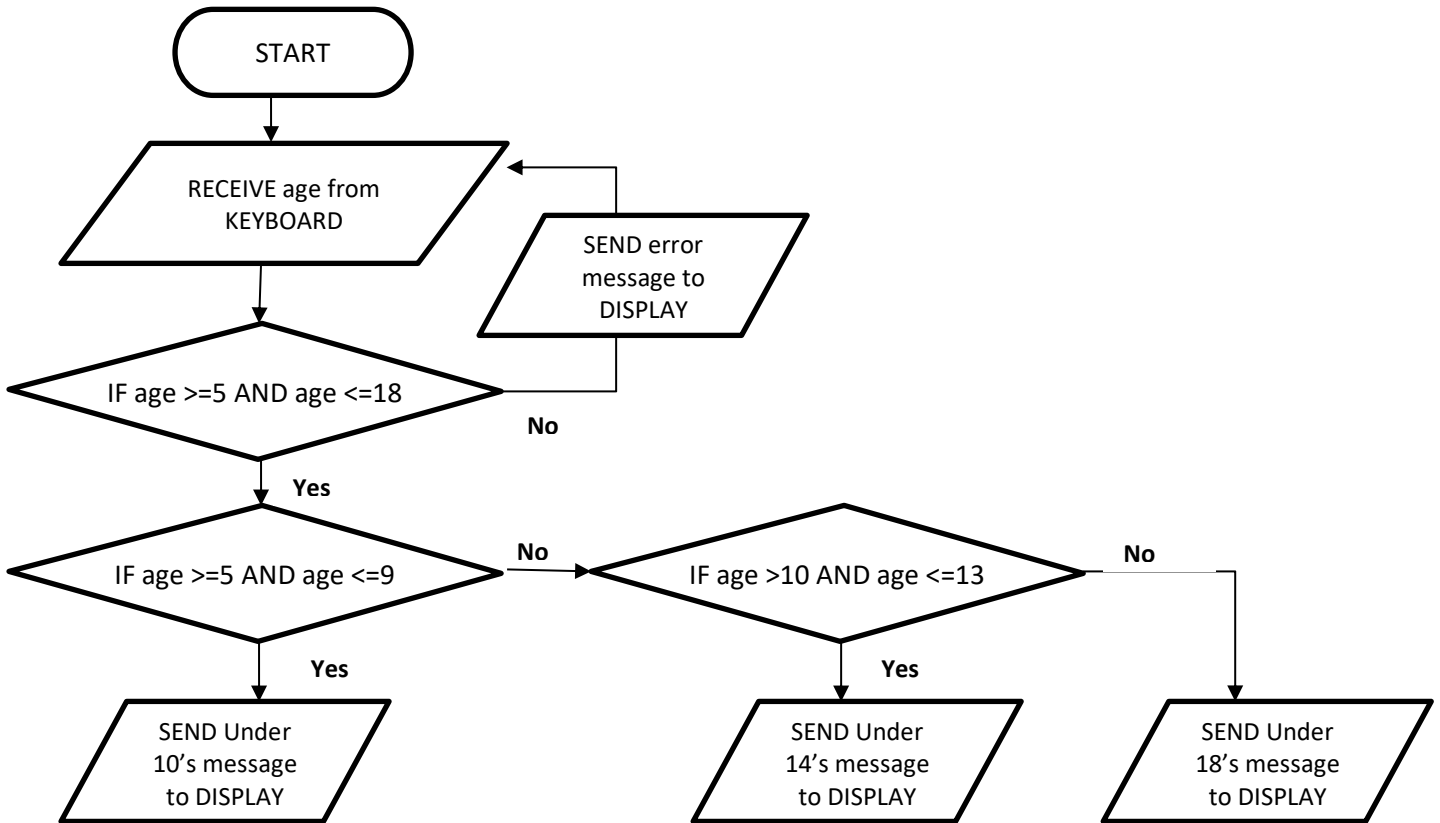 START
RECEIVE age from
KEYBOARD
SEND error
message to
DISPLAY
IF age >=5 AND age <=18
No
Yes
IF age >=5 AND age <=9
No
IF age >10 AND age <=13
No
Yes
Yes
SEND Under
10’s message
to DISPLAY
SEND Under
14’s message
to DISPLAY
SEND Under
18’s message
to DISPLAY